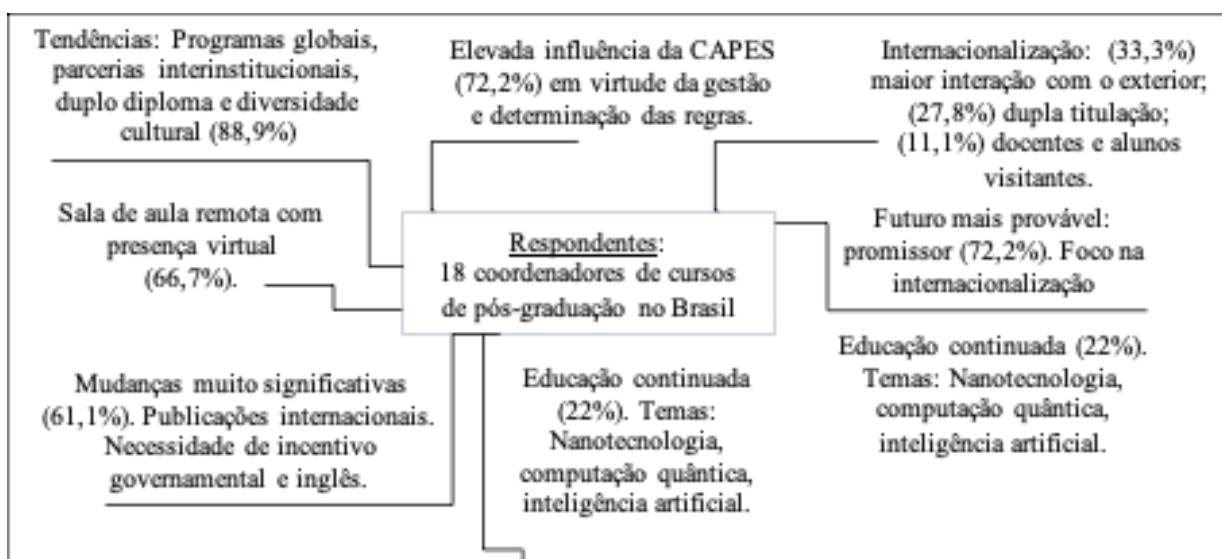 Tendências: Programas globais,
parcerias interinstitucionais,
duplo diploma e diversidade
cultural (88,9%)
Elevada influência da CAPES
(72,2%) em virtude da gestão
e determinação das regras.
Internacionalização: (33,3%)
maior interação com o exterior;
(27,8%) dupla titulação;
(11,1%) docentes e alunos
visitantes.
Sala de aula remota com
presença virtual
(66,7%).
Respondentes:
18 coordenadores de cursos
de pós-graduação no Brasil
Futuro mais provável:
promissor (72,2%). Foco na
internacionalização
Mudanças muito significativas
(61,1%). Publicações internacionais.
Necessidade de incentivo
governamental e inglês.
Educação continuada
(22%). Temas:
Nanotecnologia,
computação quântica,
inteligência artificial.
Educação continuada (22%).
Temas: Nanotecnologia,
computação quântica,
inteligência artificial.